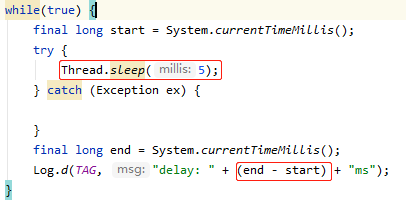 while(true) {
final long start = System.currentTimeMillis();
try {
Thread.sleep( millis: 5);
} catch (Exception ex) {
}
final long end = System.currentTimeMillis();
Log.d(TAG, msg: "delay: " + (end - start) + "ms");
}